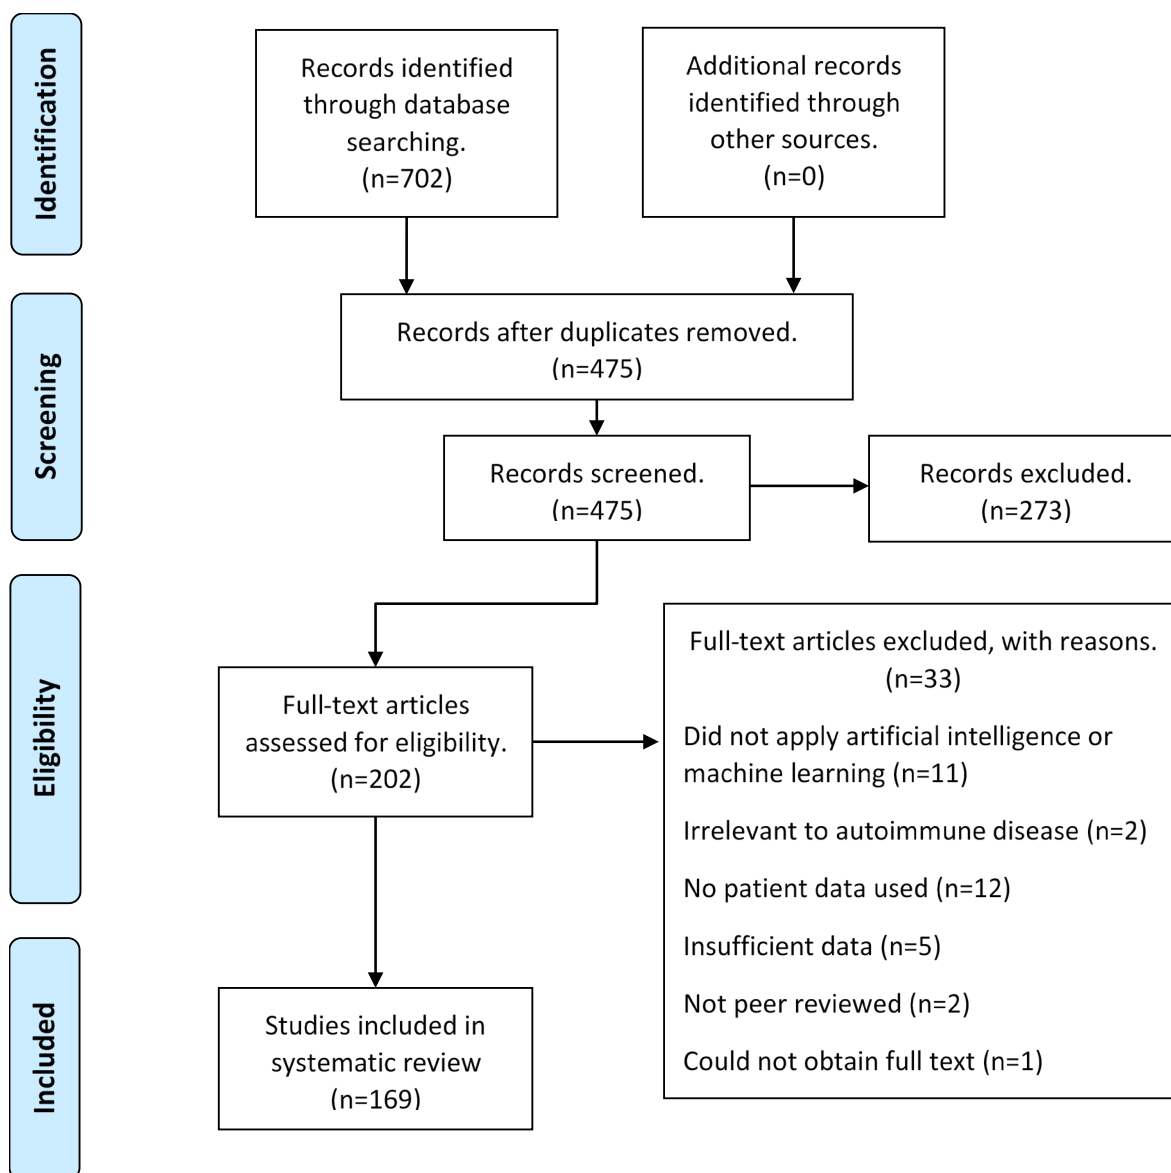 Identification
Records identified
through database
searching.
(n=702)
Additional records
identified through
other sources.
(n=0)
Screening
Records after duplicates removed.
(n=475)
Records screened.
(n=475)
Records excluded.
(n=273)
Eligibility
Full-text articles
assessed for eligibility.
(n=202)
Full-text articles excluded, with reasons.
(n=33)
Did not apply artificial intelligence or
machine learning (n=11)
Irrelevant to autoimmune disease (n=2)
No patient data used (n=12)
Insufficient data (n=5)
Not peer reviewed (n=2)
Could not obtain full text (n=1)
Included
Studies included in
systematic review
(n=169)